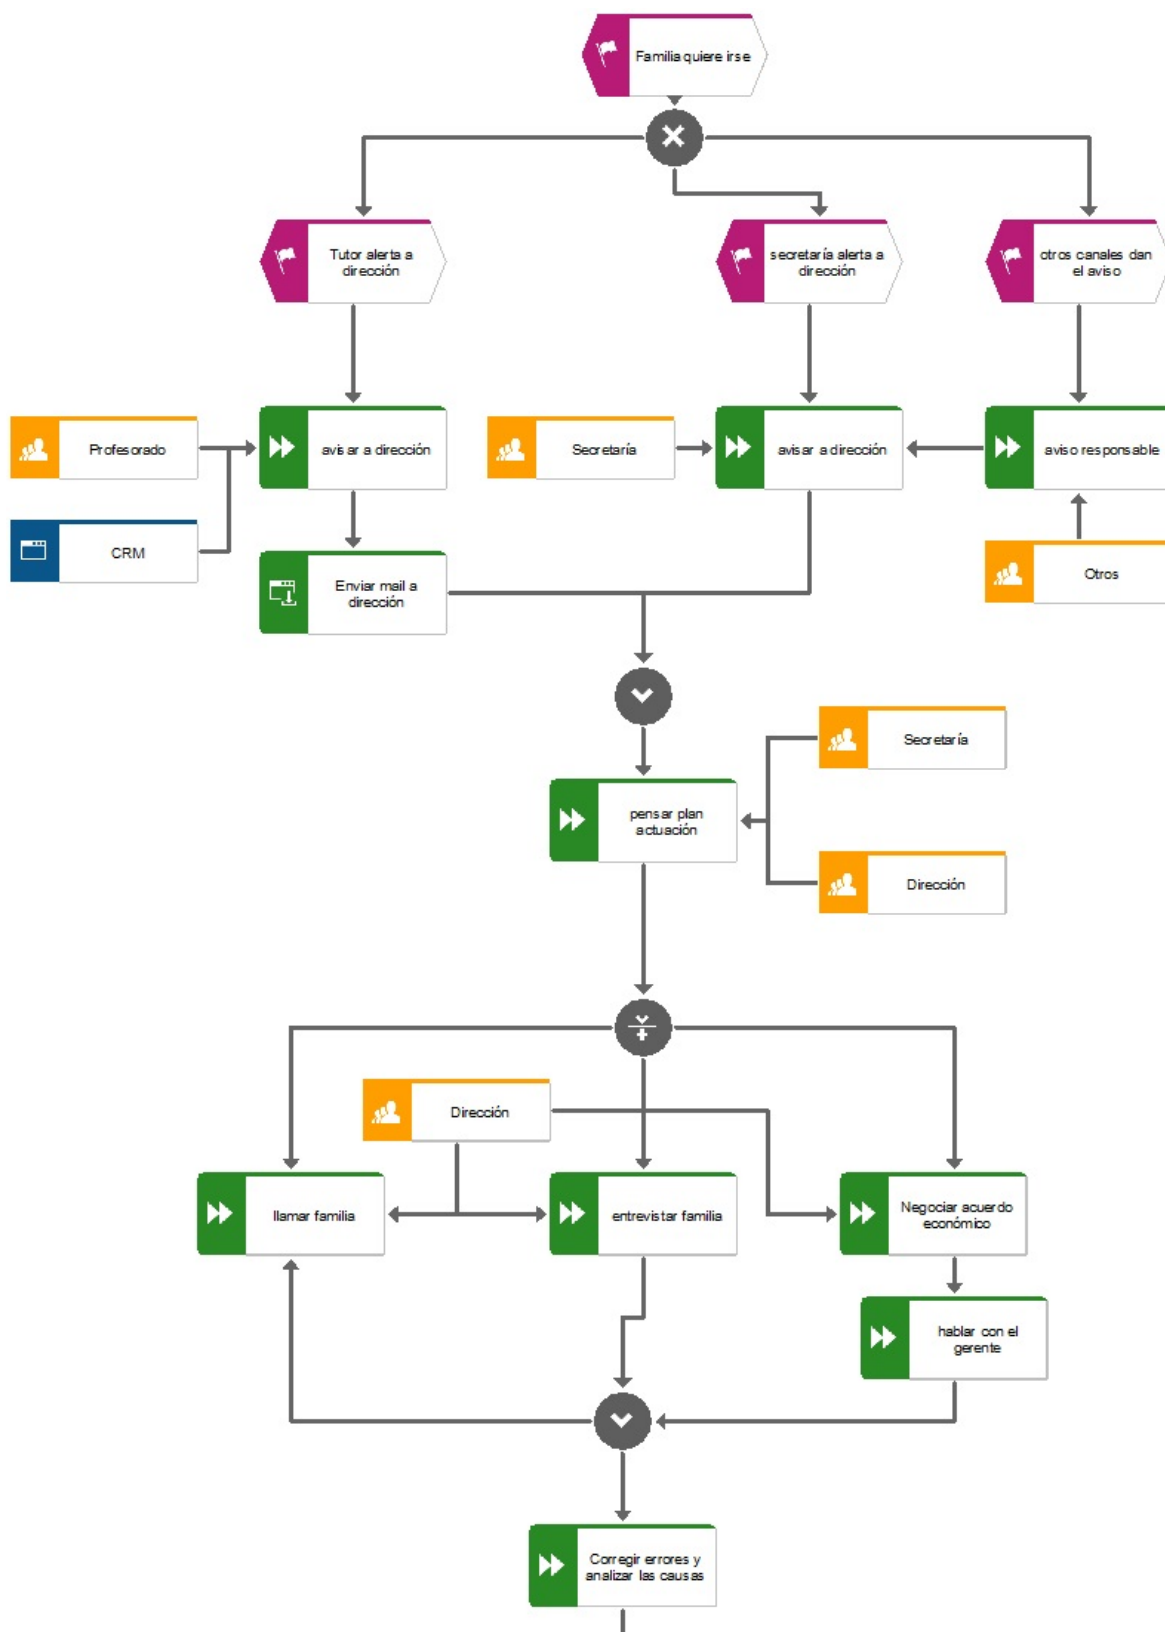 Familia quiere irse
Tutor alerta a
dirección
secretaría alerta a
dirección
otros canales dan
el aviso
Profesorado
avisar a dirección
Secretaría
avisar a dirección
aviso responsable
CRM
Enviar mail a
dirección
Otros
Secretaría
pensar plan
actuación
Dirección
Dirección
llamar familia
entrevistar familia
Negociar acuerdo
económico
hablar con el
gerente
Corregir errores y
analizar las causas